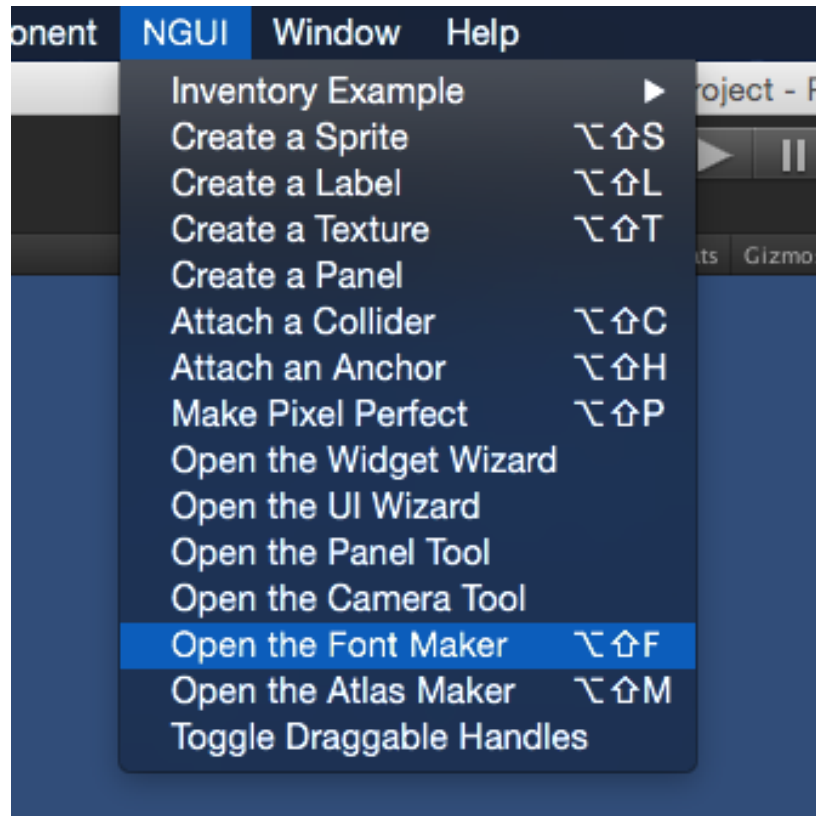 onent NGUI Window Help
Inventory Example ▶ roject -
Create a Sprite ⌥⇧S
Create a Label ⌥⇧L
Create a Texture ⌥⇧T
Create a Panel Gizmo
Attach a Collider ⌥⇧C
Attach an Anchor ⌥⇧H
Make Pixel Perfect ⌥⇧P
Open the Widget Wizard
Open the UI Wizard
Open the Panel Tool
Open the Camera Tool
Open the Font Maker ⌥⇧F
Open the Atlas Maker ⌥⇧M
Toggle Draggable Handles